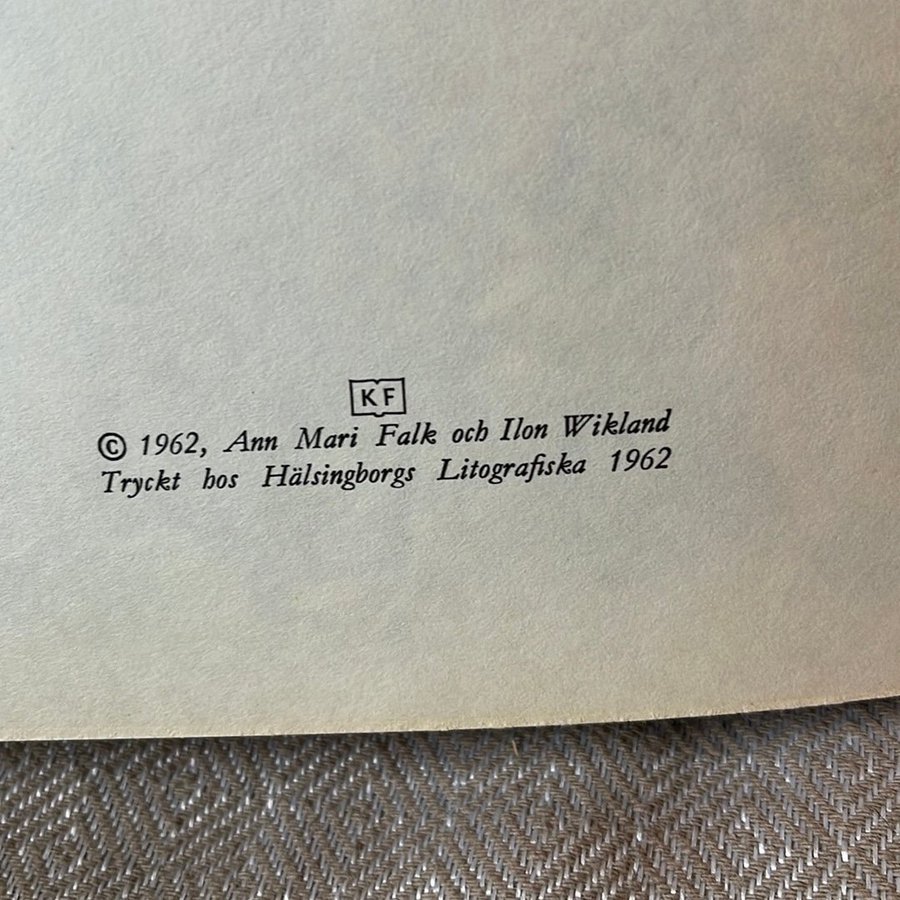 KF
© 1962, Ann Mari Falk och Ilon Wikland
Tryckt hos Hälsingborgs Litografiska 1962